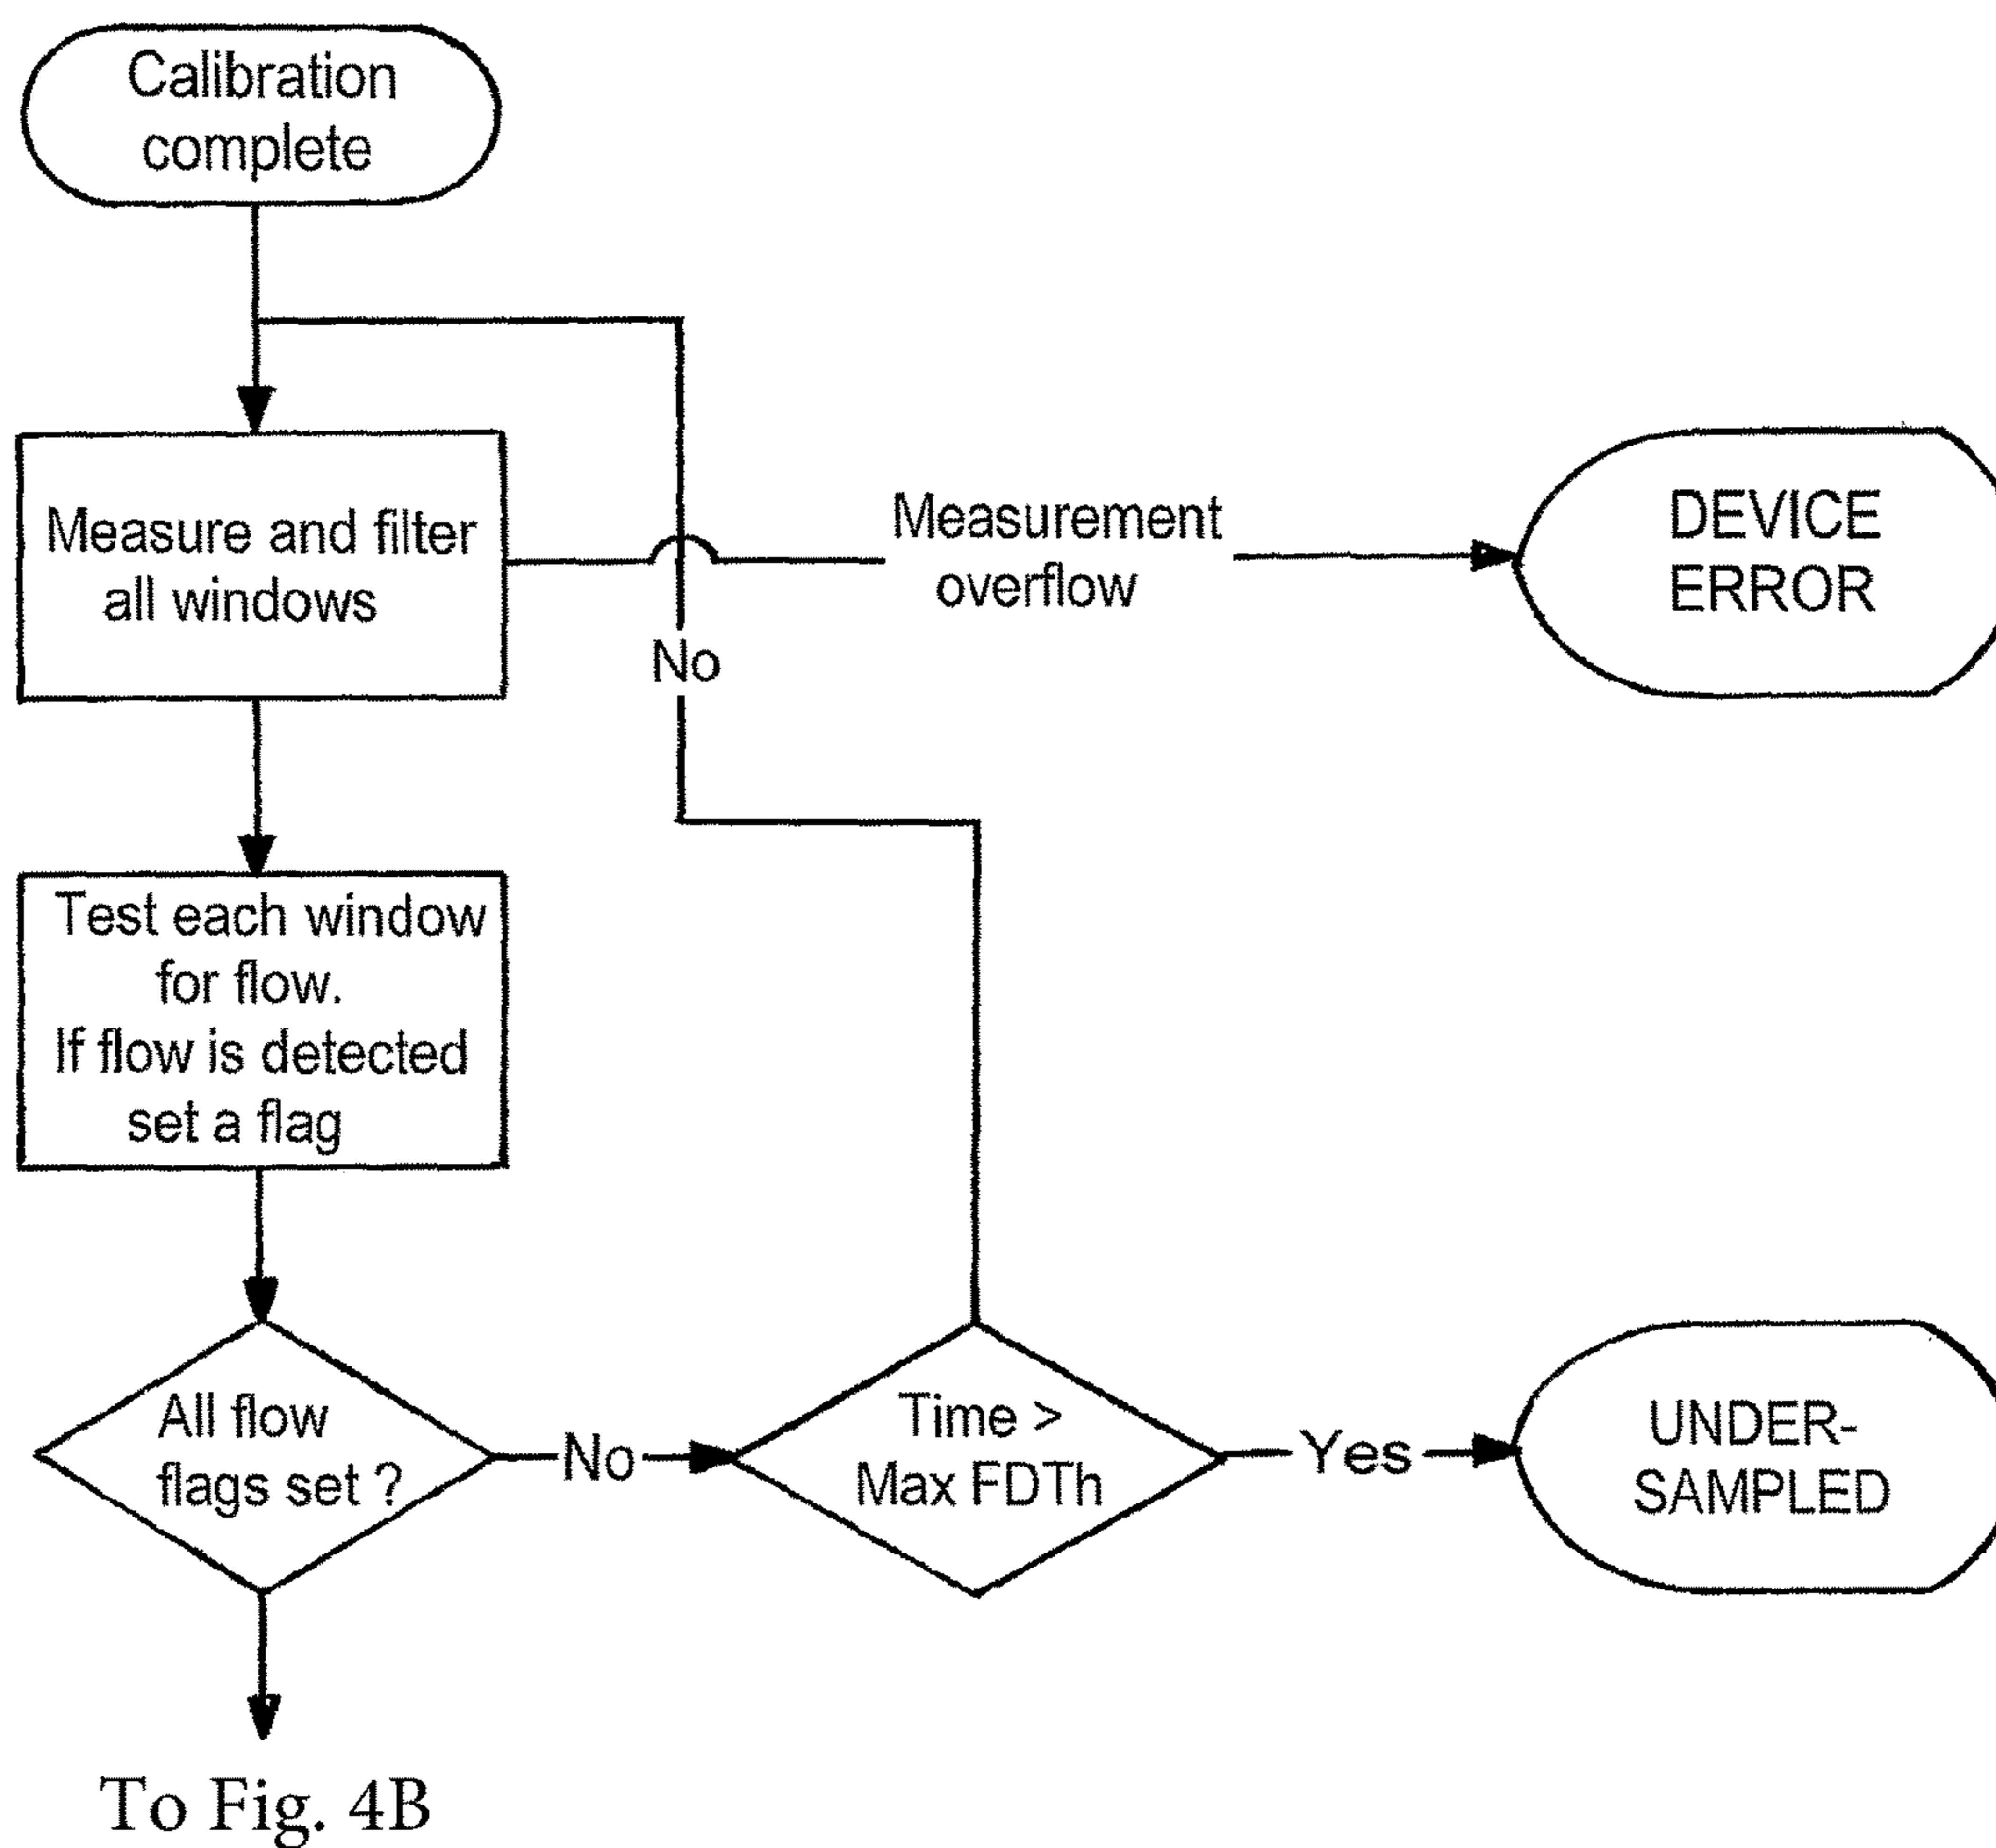 Calibration
complete
Measure and filter
all windows
Measurement
overflow
DEVICE
ERROR
No
Test each window
for flow.
If flow is detected
set a flag
All flow
flags set ?
No
Time >
Max FDTh
Yes
UNDER-
SAMPLED
To Fig. 4B